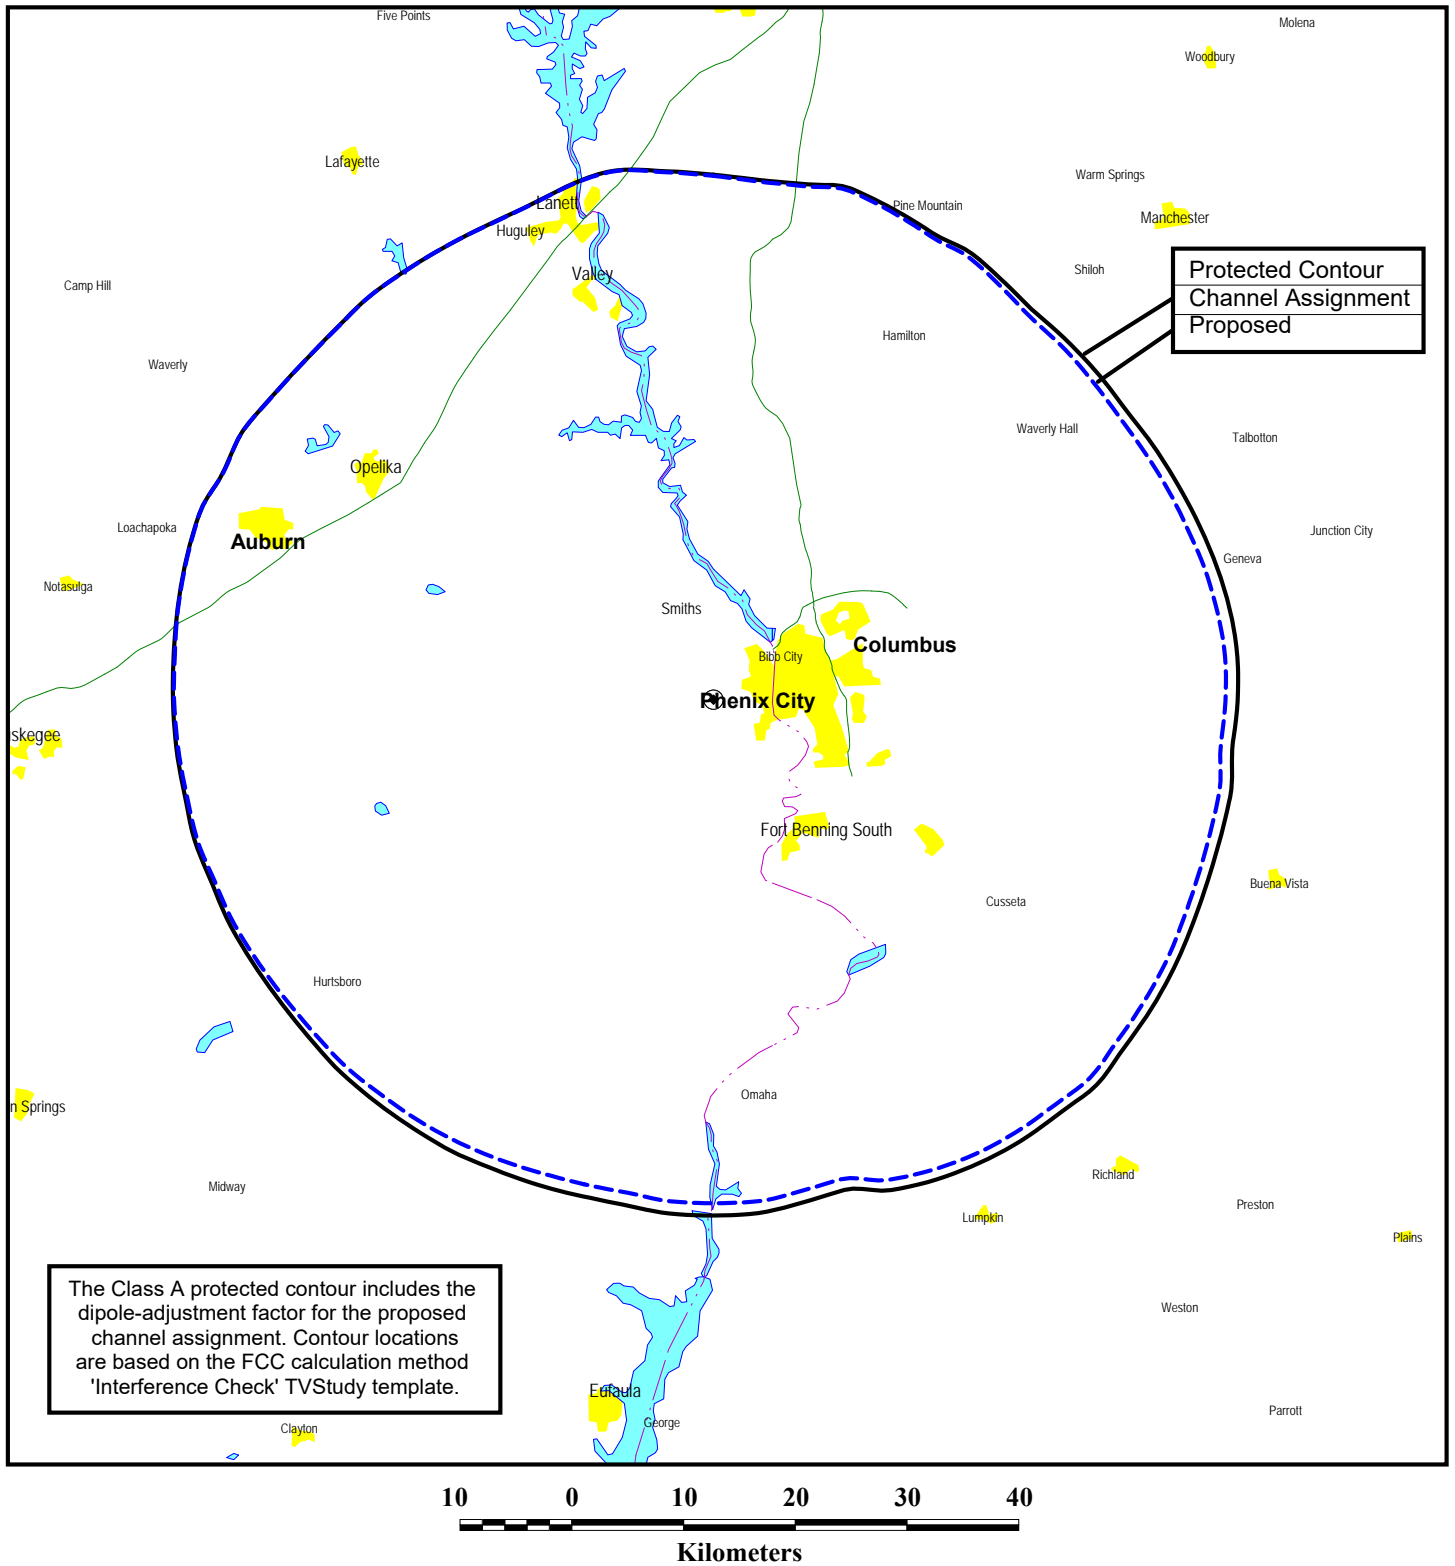 Five Points
Molena
Woodbury
Lafayette
Warm Springs
Lanett
Pine Mountain
Manchester
Huguley
Protected Contour
Channel Assignment
Proposed
Shiloh
Valley
Camp Hill
Hamilton
Waverly
Waverly Hall
Talbotton
Opelika
Loachapoka
Auburn
Junction City
Geneva
Notasulga
Smiths
Columbus
Bibb City
Phenix City
skegee
Fort Benning South
Buena Vista
Cusseta
Hurtsboro
Omaha
n Springs
Richland
Midway
Preston
Lumpkin
Plains
The Class A protected contour includes the
dipole-adjustment factor for the proposed
channel assignment. Contour locations
are based on the FCC calculation method
'Interference Check' TVStudy template.
Weston
Eufaula
Parrott
George
Clayton
10 0 10 20 30 40
Kilometers